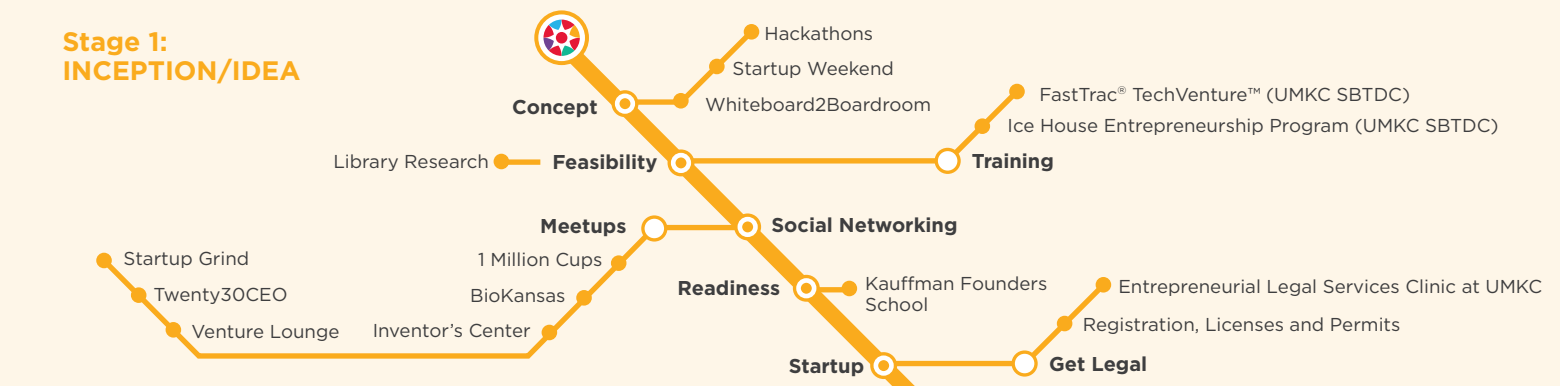 Stage 1:
INCEPTION/IDEA
Hackathons
Startup Weekend
Concept
Whiteboard2Boardroom
FastTrac® TechVenture™ (UMKC SBTDC)
Ice House Entrepreneurship Program (UMKC SBTDC)
Library Research
Feasibility
Training
Meetups
Social Networking
Startup Grind
1 Million Cups
Twenty30CEO
BioKansas
Venture Lounge
Inventor’s Center
Readiness
Kauffman Founders
School
Entrepreneurial Legal Services Clinic at UMKC
Registration, Licenses and Permits
Startup
Get Legal